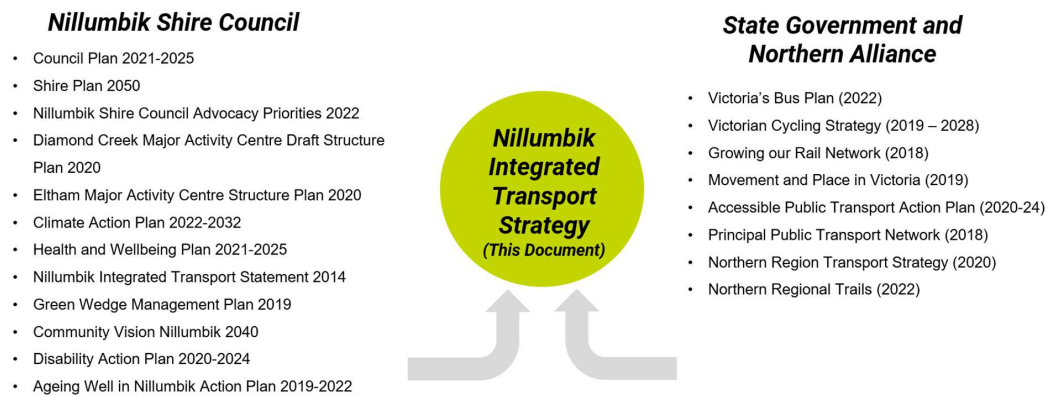 Nillumbik Shire Council
• Council Plan 2021-2025
• Shire Plan 2050
• Nillumbik Shire Council Advocacy Priorities 2022
• Diamond Creek Major Activity Centre Draft Structure
Plan 2020
• Eltham Major Activity Centre Structure Plan 2020
• Climate Action Plan 2022-2032
• Health and Wellbeing Plan 2021-2025
• Nillumbik Integrated Transport Statement 2014
• Green Wedge Management Plan 2019
• Community Vision Nillumbik 2040
• Disability Action Plan 2020-2024
• Ageing Well in Nillumbik Action Plan 2019-2022
Nillumbik
Integrated
Transport
Strategy
(This Document)
State Government and
Northern Alliance
• Victoria’s Bus Plan (2022)
• Victorian Cycling Strategy (2019 – 2028)
• Growing our Rail Network (2018)
• Movement and Place in Victoria (2019)
• Accessible Public Transport Action Plan (2020-24)
• Principal Public Transport Network (2018)
• Northern Region Transport Strategy (2020)
• Northern Regional Trails (2022)